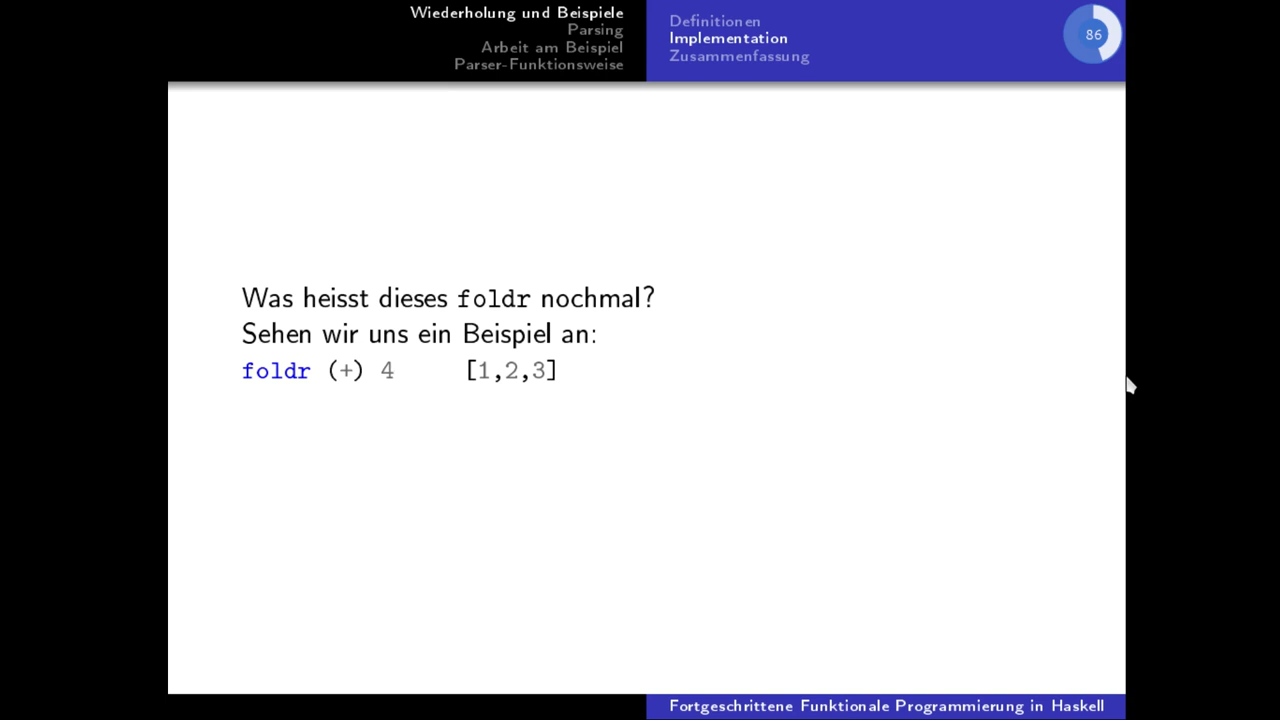 Wiederholung und Beispiele
Parsing
Arbeit am Beispiel
Parser-Funktionsweise
Definitionen
Implementation
Zusammenfassung
86
Was heisst dieses foldr nochmal?
Sehen wir uns ein Beispiel an:
foldr (+) 4 [1,2,3]
Fortgeschrittene Funktionale Programmierung in Haskell